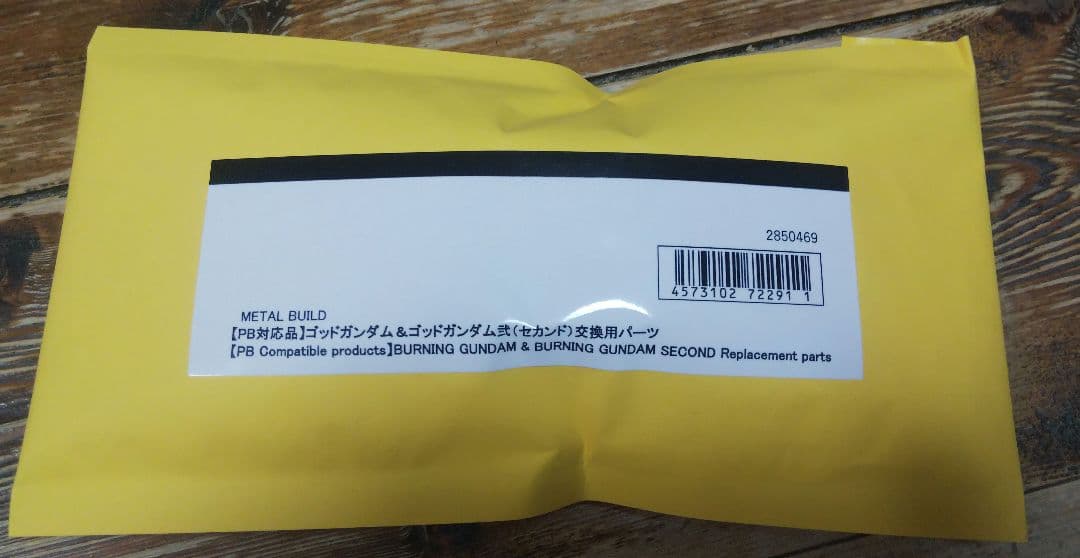 2850469
4573102 72291 1
METAL BUILD
【PB対応品】ゴッドガンダム&ゴッドガンダム弐(セカンド)交換用パーツ
【PB Compatible products】BURNING GUNDAM & BURNING GUNDAM SECOND Replacement parts